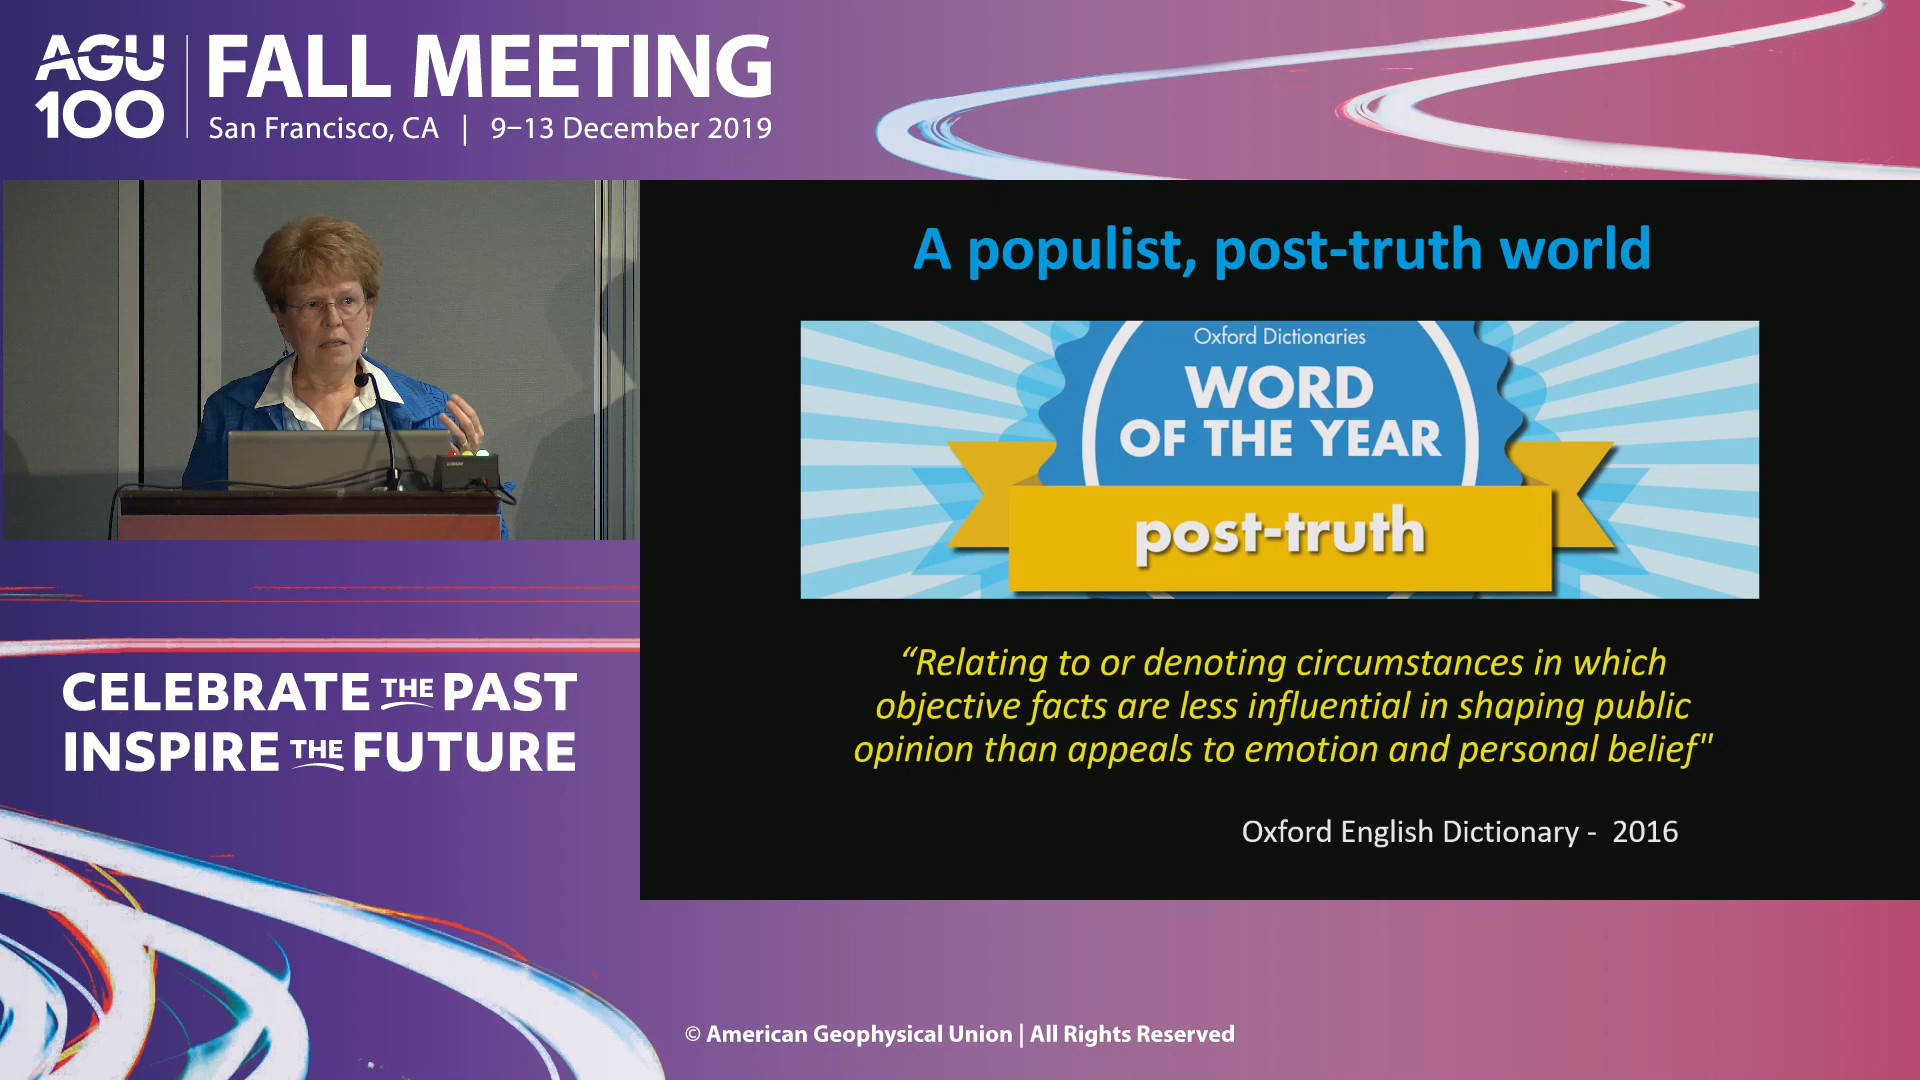 AGU
100
FALL MEETING
San Francisco, CA | 9–13 December 2019
A populist, post-truth world
Oxford Dictionaries
WORD
OF THE YEAR
post-truth
“Relating to or denoting circumstances in which
objective facts are less influential in shaping public
opinion than appeals to emotion and personal belief"
Oxford English Dictionary - 2016
CELEBRATE THE PAST
INSPIRE THE FUTURE
© American Geophysical Union | All Rights Reserved